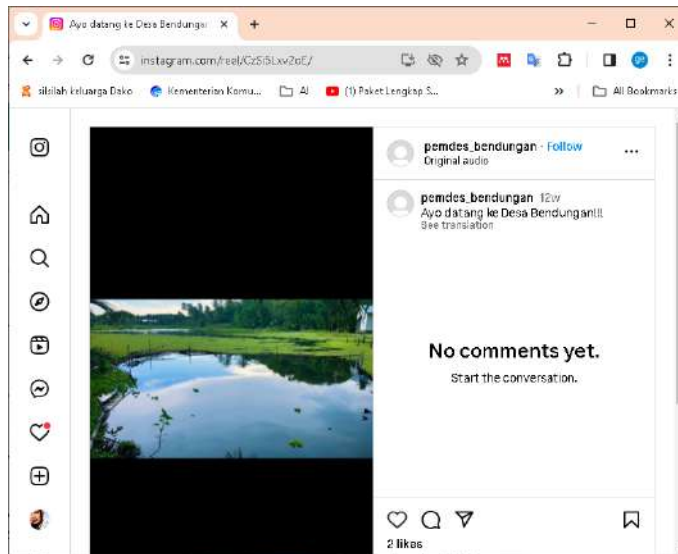 Ayo datang ke Desa Bendungan
instagram.com/reel/CzSi5Lxv2oE/
silsilah keluarga Dako
Kementerian Komu...
AI
(1) Paket Lengkap S...
»
All Bookmarks
pemdes_bendungan · Follow
Original audio
pemdes_bendungan 12w
Ayo datang ke Desa Bendungan!!!
See translation
No comments yet.
Start the conversation.
2 likes